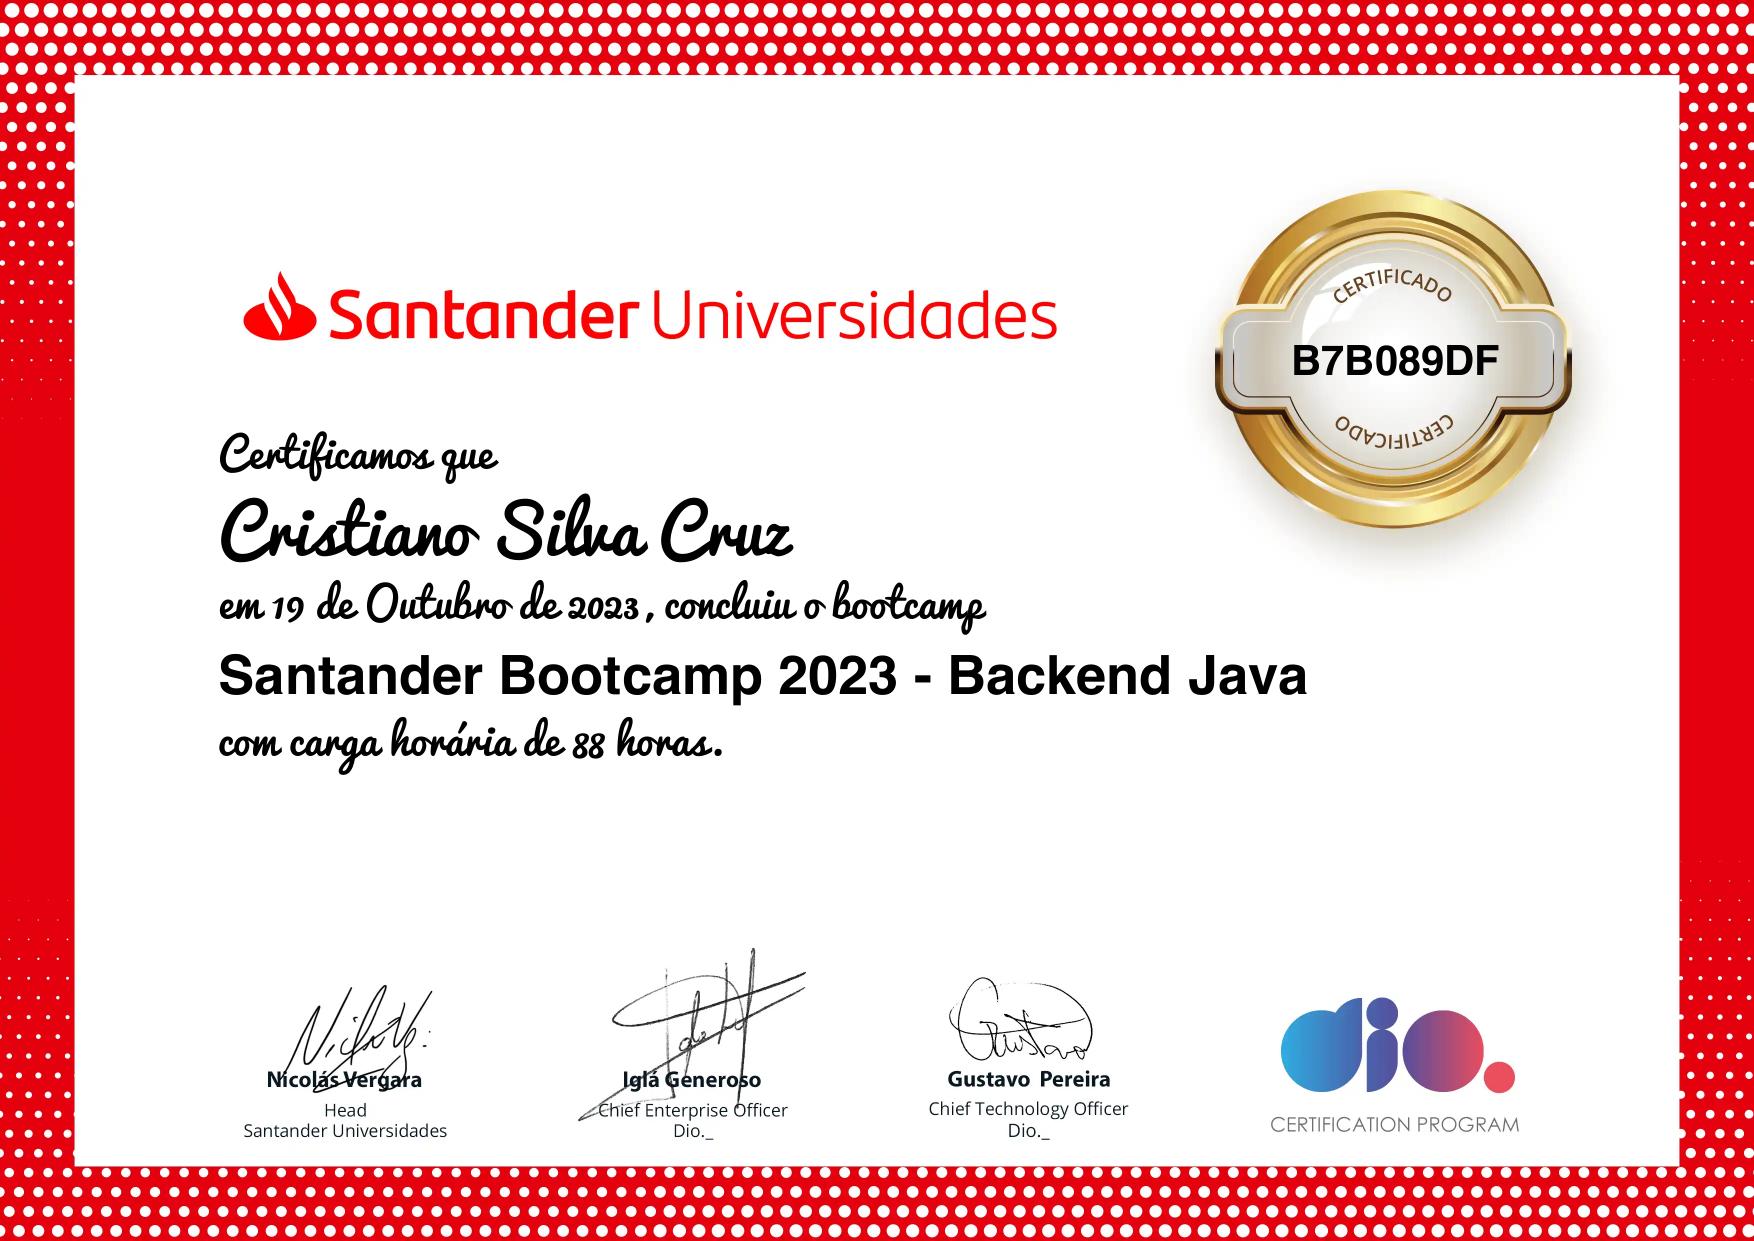 Santander Universidades
CERTIFICADO
B7B089DF
CERTIFICADO
Certificamos que
Cristiano Silva Cruz
em 19 de Outubro de 2023, concluiu o bootcamp
Santander Bootcamp 2023 - Backend Java
com carga horária de 88 horas.
Nicolás Vergara
Head
Santander Universidades
Iglá Generoso
Chief Enterprise Officer
Dio._
Gustavo Pereira
Chief Technology Officer
Dio._
dio.
CERTIFICATION PROGRAM